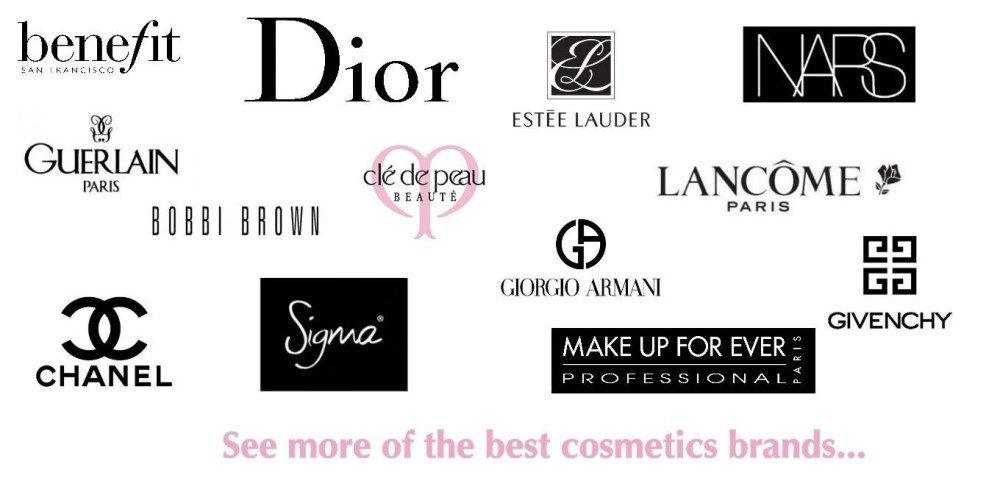 benefit
SAN FRANCISCO
Dior
ESTĒE LAUDER
NARS
GUERLAIN
PARIS
clé de peau
BEAUTÉ
LANCÔME
PARIS
BOBBI BROWN
GA
GIORGIO ARMANI
GIVENCHY
CHANEL
Sigma®
MAKE UP FOR EVER
PROFESSIONAL
PARIS
See more of the best cosmetics brands...